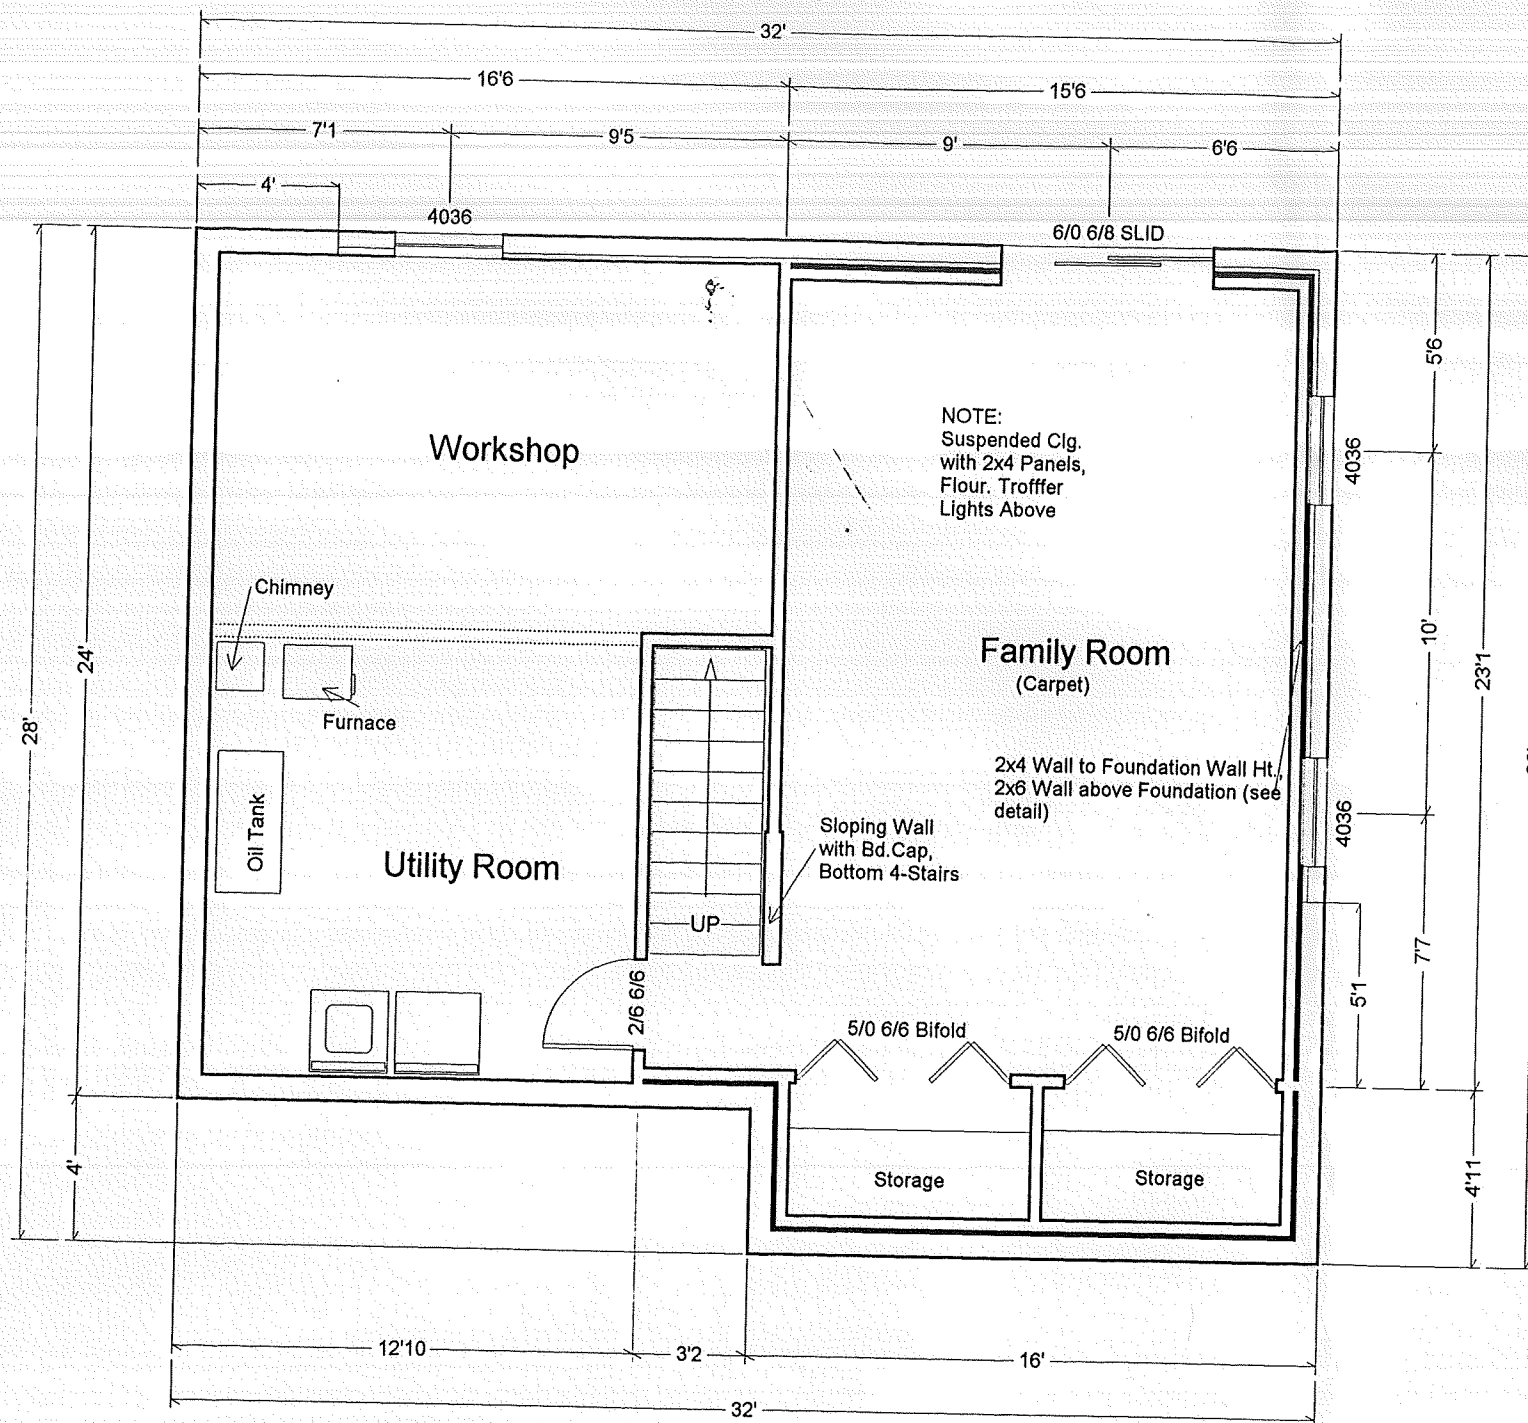 32'
16'6
15'6
7'1
9'5
9'
6'6
4'
4036
6/0 6/8 SLID
5'6
NOTE:
Suspended Clg.
with 2x4 Panels,
Flour. Trofffer
Lights Above
4036
Workshop
Chimney
24'
28'
Furnace
Family Room
(Carpet)
10'
23'1
2x4 Wall to Foundation Wall Ht.,
2x6 Wall above Foundation (see
detail)
Oil Tank
Utility Room
Sloping Wall
with Bd.Cap,
Bottom 4-Stairs
4036
UP
7'7
5'1
2/6 6/6
5/0 6/6 Bifold
5/0 6/6 Bifold
4'
Storage
Storage
4'11
12'10
3'2
16'
32'